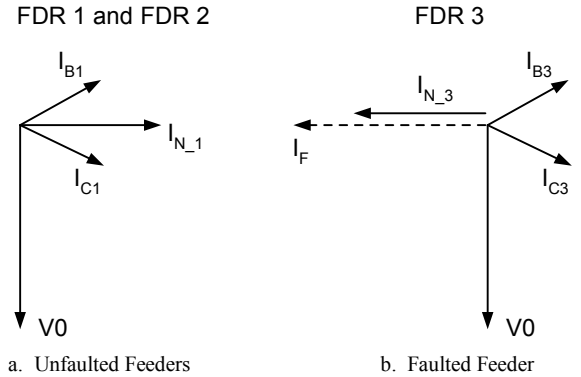 FDR 1 and FDR 2
FDR 3
I_B1
I_N_1
I_C1
V0
I_B3
I_N_3
I_F
I_C3
V0
a. Unfaulted Feeders
b. Faulted Feeder